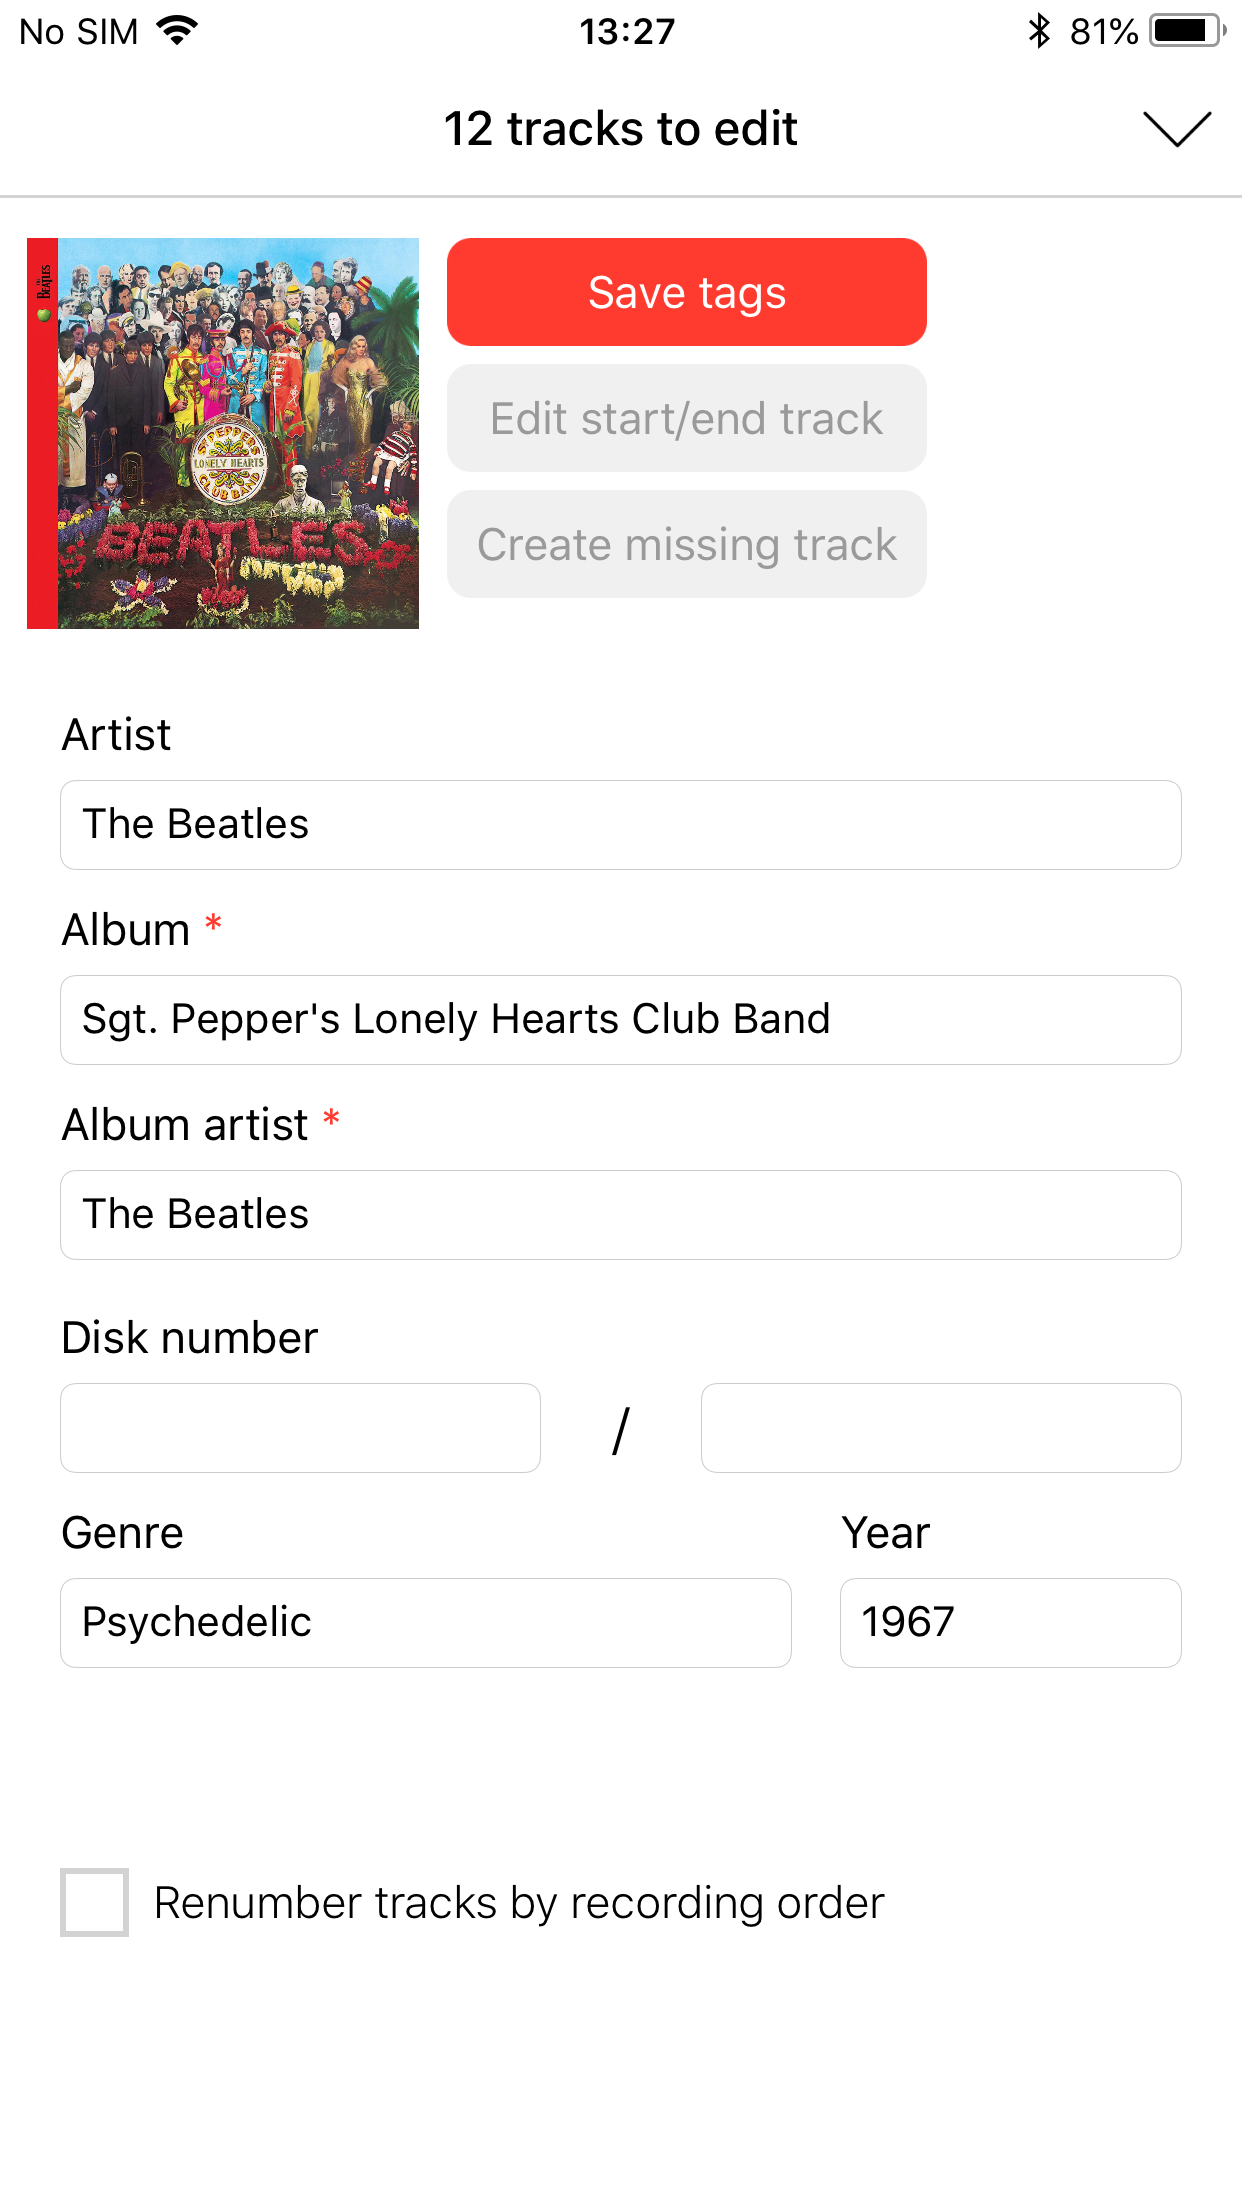 No SIM 13:27 81%
12 tracks to edit
THE BEATLES
SGT. PEPPERS
LONELY HEARTS
CLUB BAND
BEATLES
Save tags
Edit start/end track
Create missing track
Artist
The Beatles
Album *
Sgt. Pepper's Lonely Hearts Club Band
Album artist *
The Beatles
Disk number
/
Genre Year
Psychedelic 1967
Renumber tracks by recording order